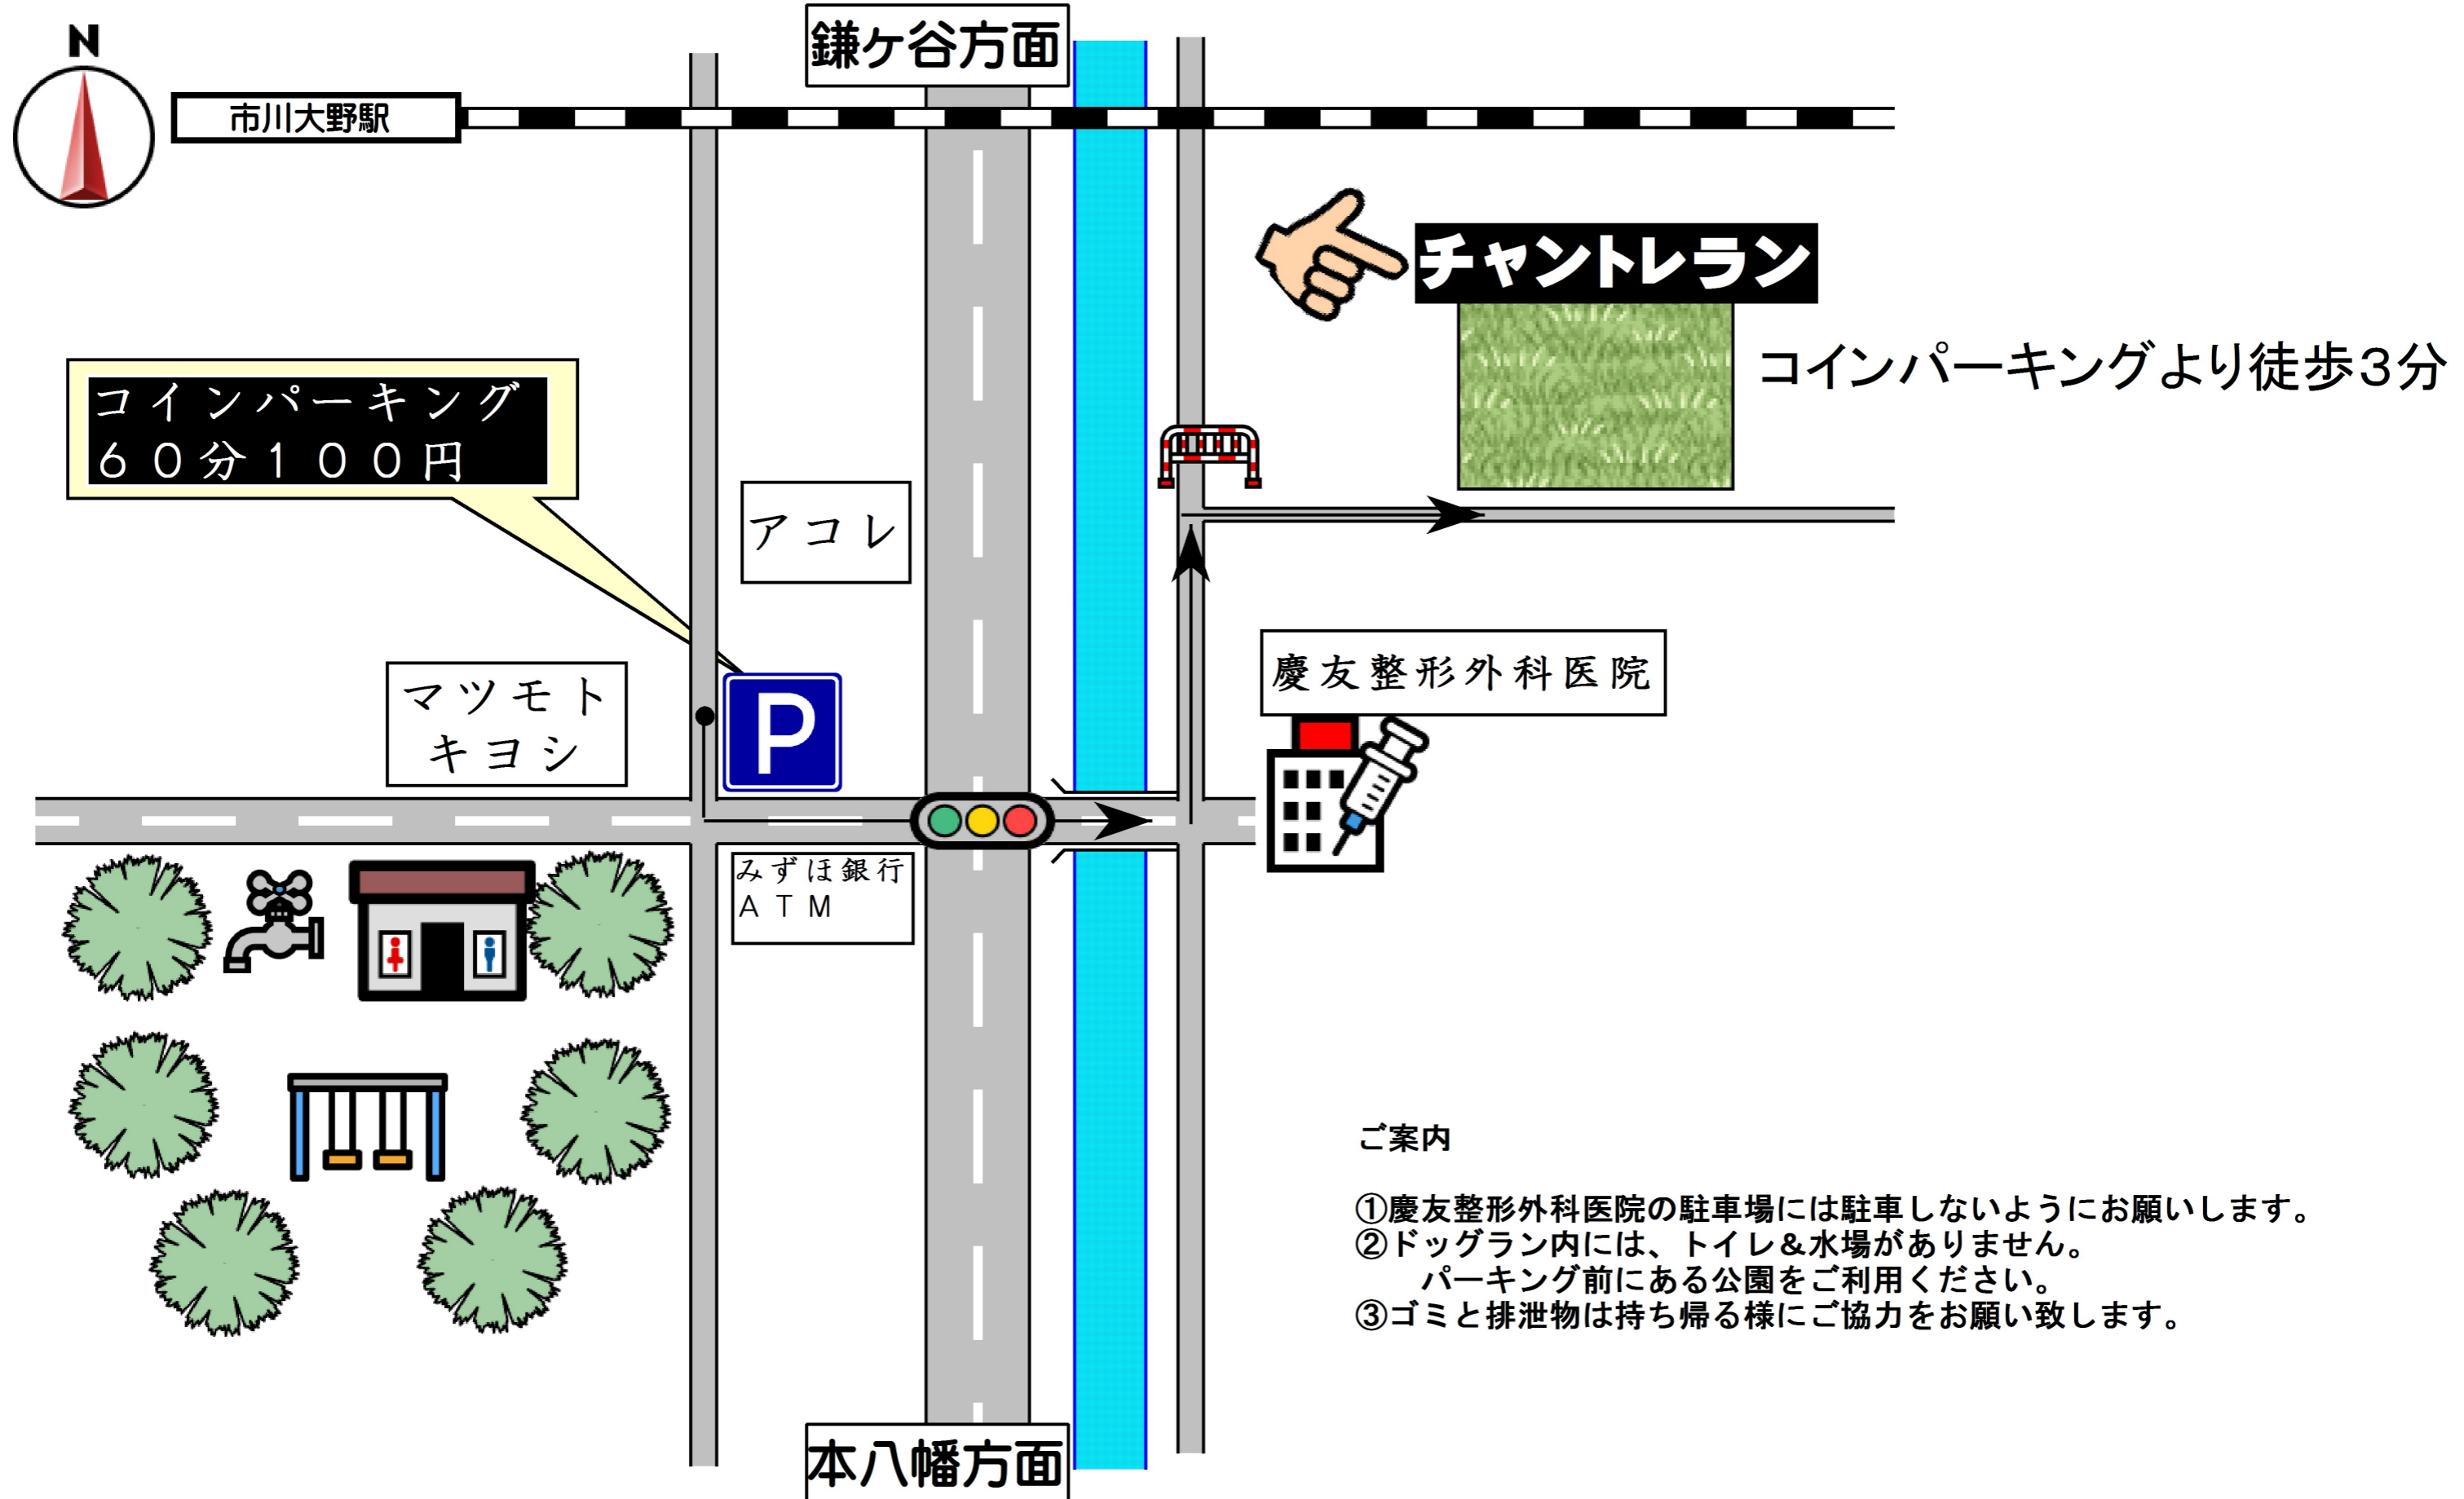 N
鎌ヶ谷方面
市川大野駅
チャントレラン
コインパーキングより徒歩３分
コインパーキング
６０分１００円
アコレ
慶友整形外科医院
マツモト
キヨシ
P
みずほ銀行
ＡＴＭ
ご案内
①慶友整形外科医院の駐車場には駐車しないようにお願いします。
②ドッグラン内には、トイレ＆水場がありません。
パーキング前にある公園をご利用ください。
③ゴミと排泄物は持ち帰る様にご協力をお願い致します。
本八幡方面